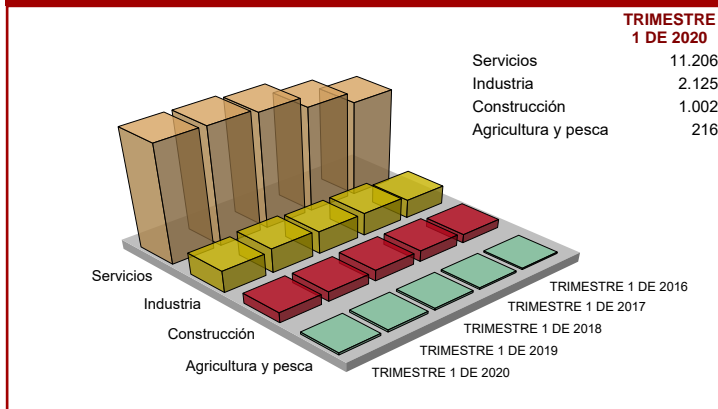 TRIMESTRE
1 DE 2020
Servicios 11.206
Industria 2.125
Construcción 1.002
Agricultura y pesca 216
Servicios
Industria
Construcción
Agricultura y pesca
TRIMESTRE 1 DE 2016
TRIMESTRE 1 DE 2017
TRIMESTRE 1 DE 2018
TRIMESTRE 1 DE 2019
TRIMESTRE 1 DE 2020